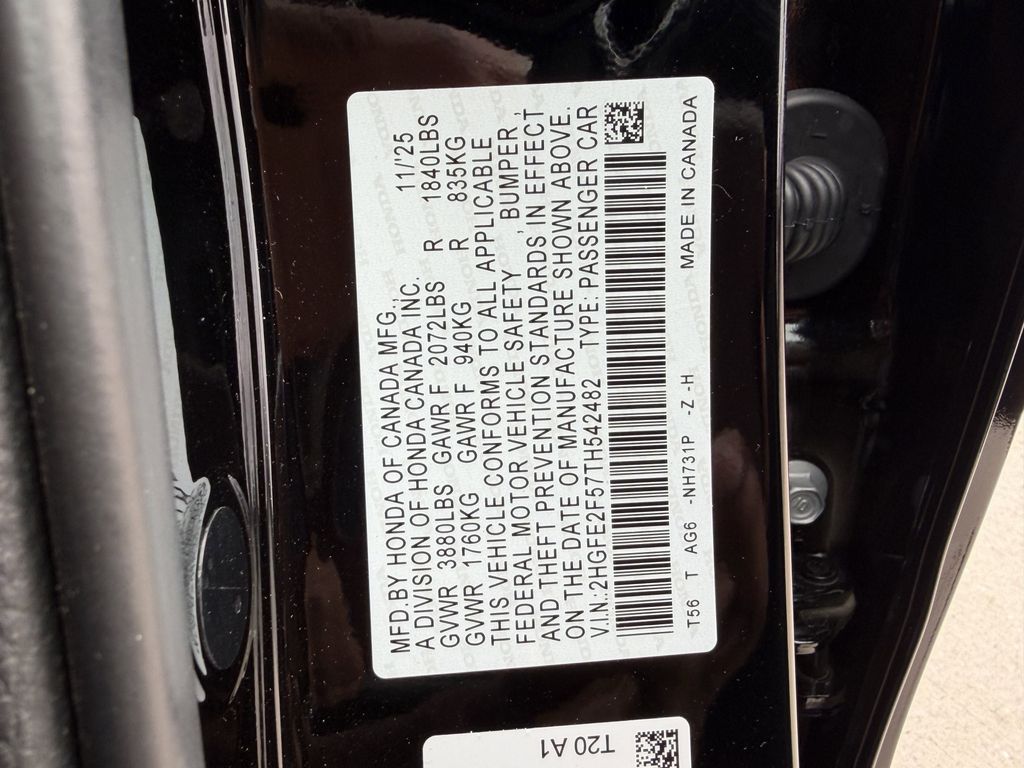 MFD.BY HONDA OF CANADA MFG.,
A DIVISION OF HONDA CANADA INC. 11/'25
GVWR 3880LBS GAWR F 2072LBS R 1840LBS
GVWR 1760KG GAWR F 940KG R 835KG
THIS VEHICLE CONFORMS TO ALL APPLICABLE
FEDERAL MOTOR VEHICLE SAFETY , BUMPER ,
AND THEFT PREVENTION STANDARDS IN EFFECT
ON THE DATE OF MANUFACTURE SHOWN ABOVE.
V.I.N.:2HGFE2F57TH542482 TYPE: PASSENGER CAR
T56 T AG6 -NH731P -Z -H MADE IN CANADA
T20 A1